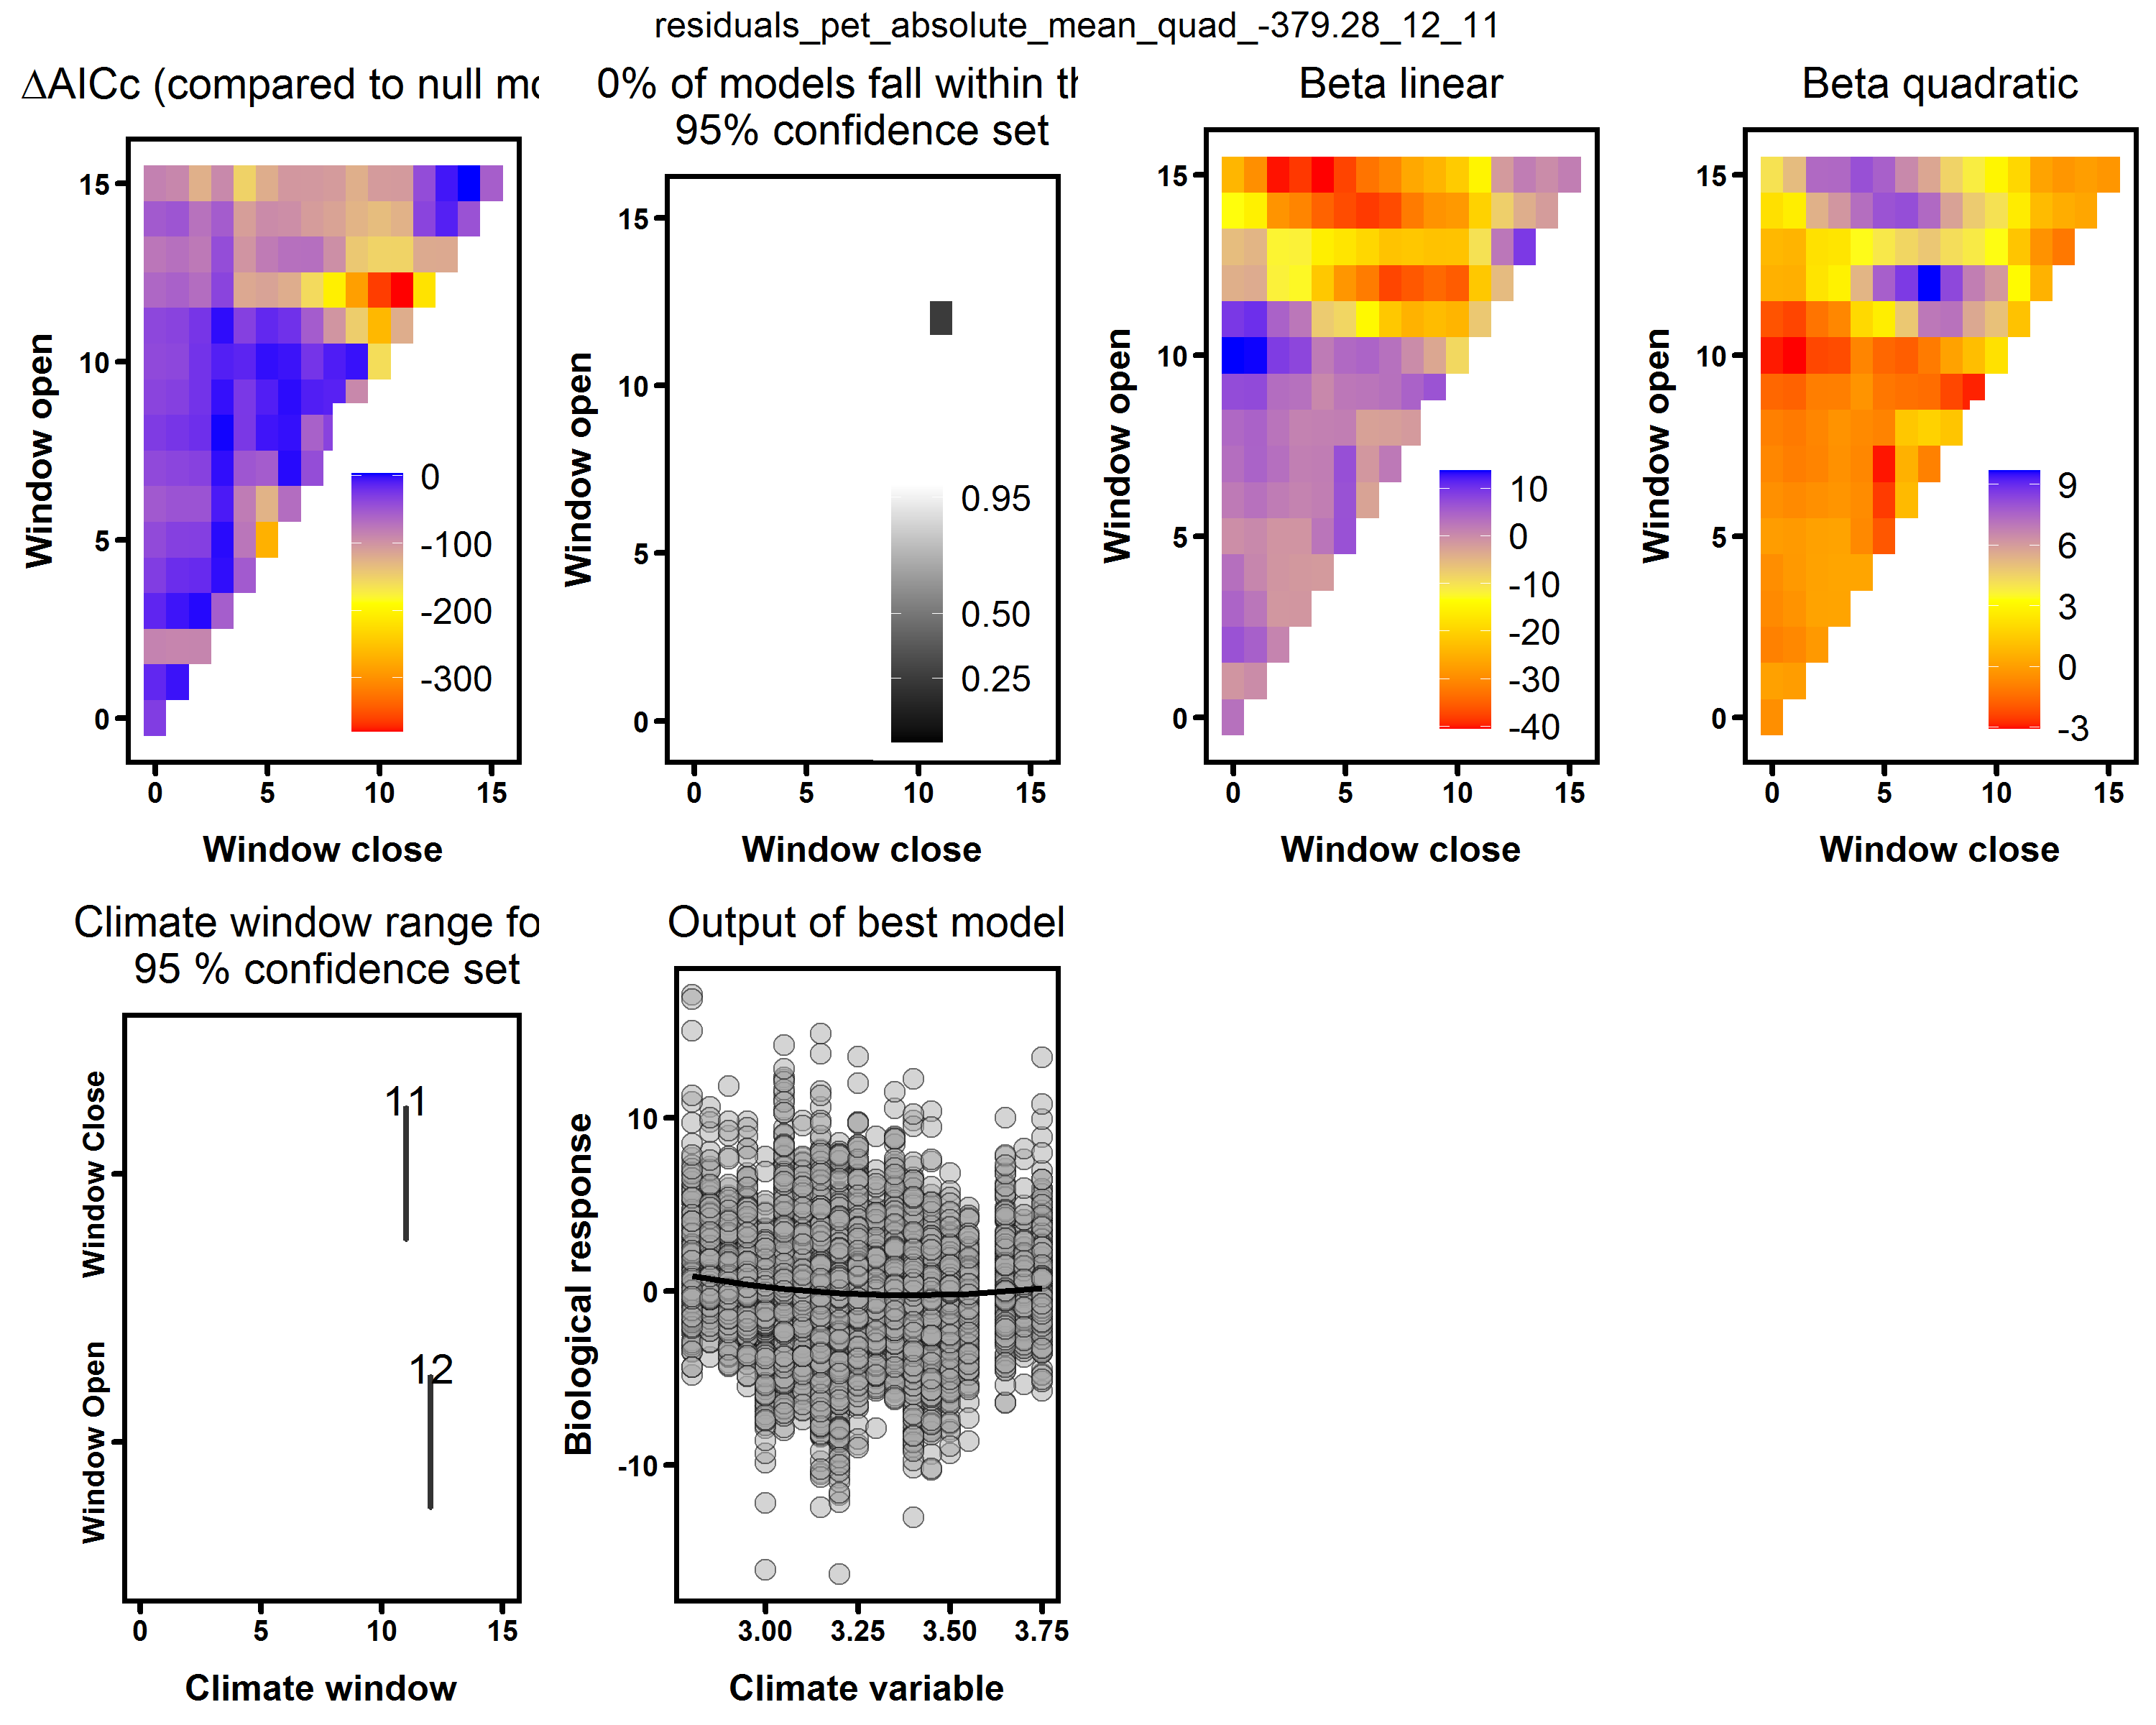 residuals_pet_absolute_mean_quad_-379.28_12_11
ΔAICc (compared to null mo
Window open
15
10
5
0
0
-100
-200
-300
0 5 10 15
Window close
0% of models fall within th
95% confidence set
Window open
15
10
5
0
0.95
0.50
0.25
0 5 10 15
Window close
Beta linear
Window open
15
10
5
0
10
0
-10
-20
-30
-40
0 5 10 15
Window close
Beta quadratic
Window open
15
10
5
0
9
6
3
0
-3
0 5 10 15
Window close
Climate window range fo
95 % confidence set
Window Close
11
Window Open
12
0 5 10 15
Climate window
Output of best model
Biological response
10
0
-10
3.00 3.25 3.50 3.75
Climate variable